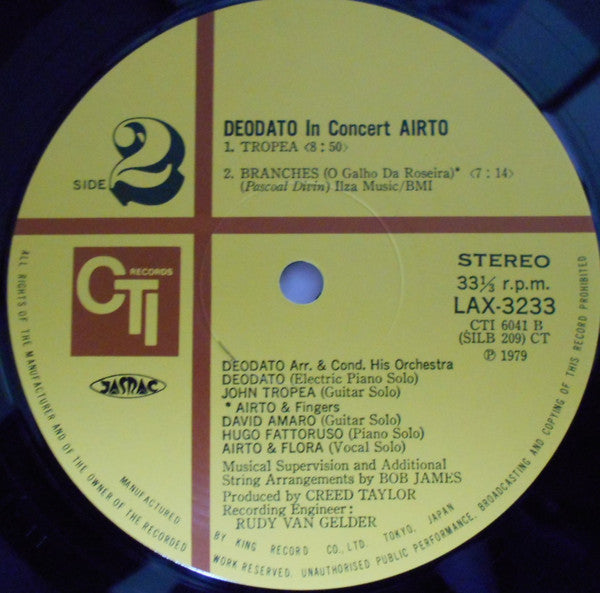 SIDE 2
DEODATO In Concert AIRTO
1. TROPEA <8:50>
2. BRANCHES (O Galho Da Roseira)* <7:14>
(Pascoal Divin) Ilza Music/BMI
CTI
RECORDS
STEREO
33⅓ r.p.m.
LAX-3233
CTI 6041 B
(SILB 209) CT
Ⓟ 1979
JASRAC
DEODATO Arr. & Cond. His Orchestra
DEODATO (Electric Piano Solo)
JOHN TROPEA (Guitar Solo)
* AIRTO & Fingers
DAVID AMARO (Guitar Solo)
HUGO FATTORUSO (Piano Solo)
AIRTO & FLORA (Vocal Solo)
Musical Supervision and Additional
String Arrangements by BOB JAMES
Produced by CREED TAYLOR
Recording Engineer:
RUDY VAN GELDER
MANUFACTURED BY KING RECORD CO., LTD. TOKYO, JAPAN
ALL RIGHTS OF THE MANUFACTURER AND OF THE OWNER OF THE RECORDED WORK RESERVED. UNAUTHORISED PUBLIC PERFORMANCE, BROADCASTING AND COPYING OF THIS RECORD PROHIBITED